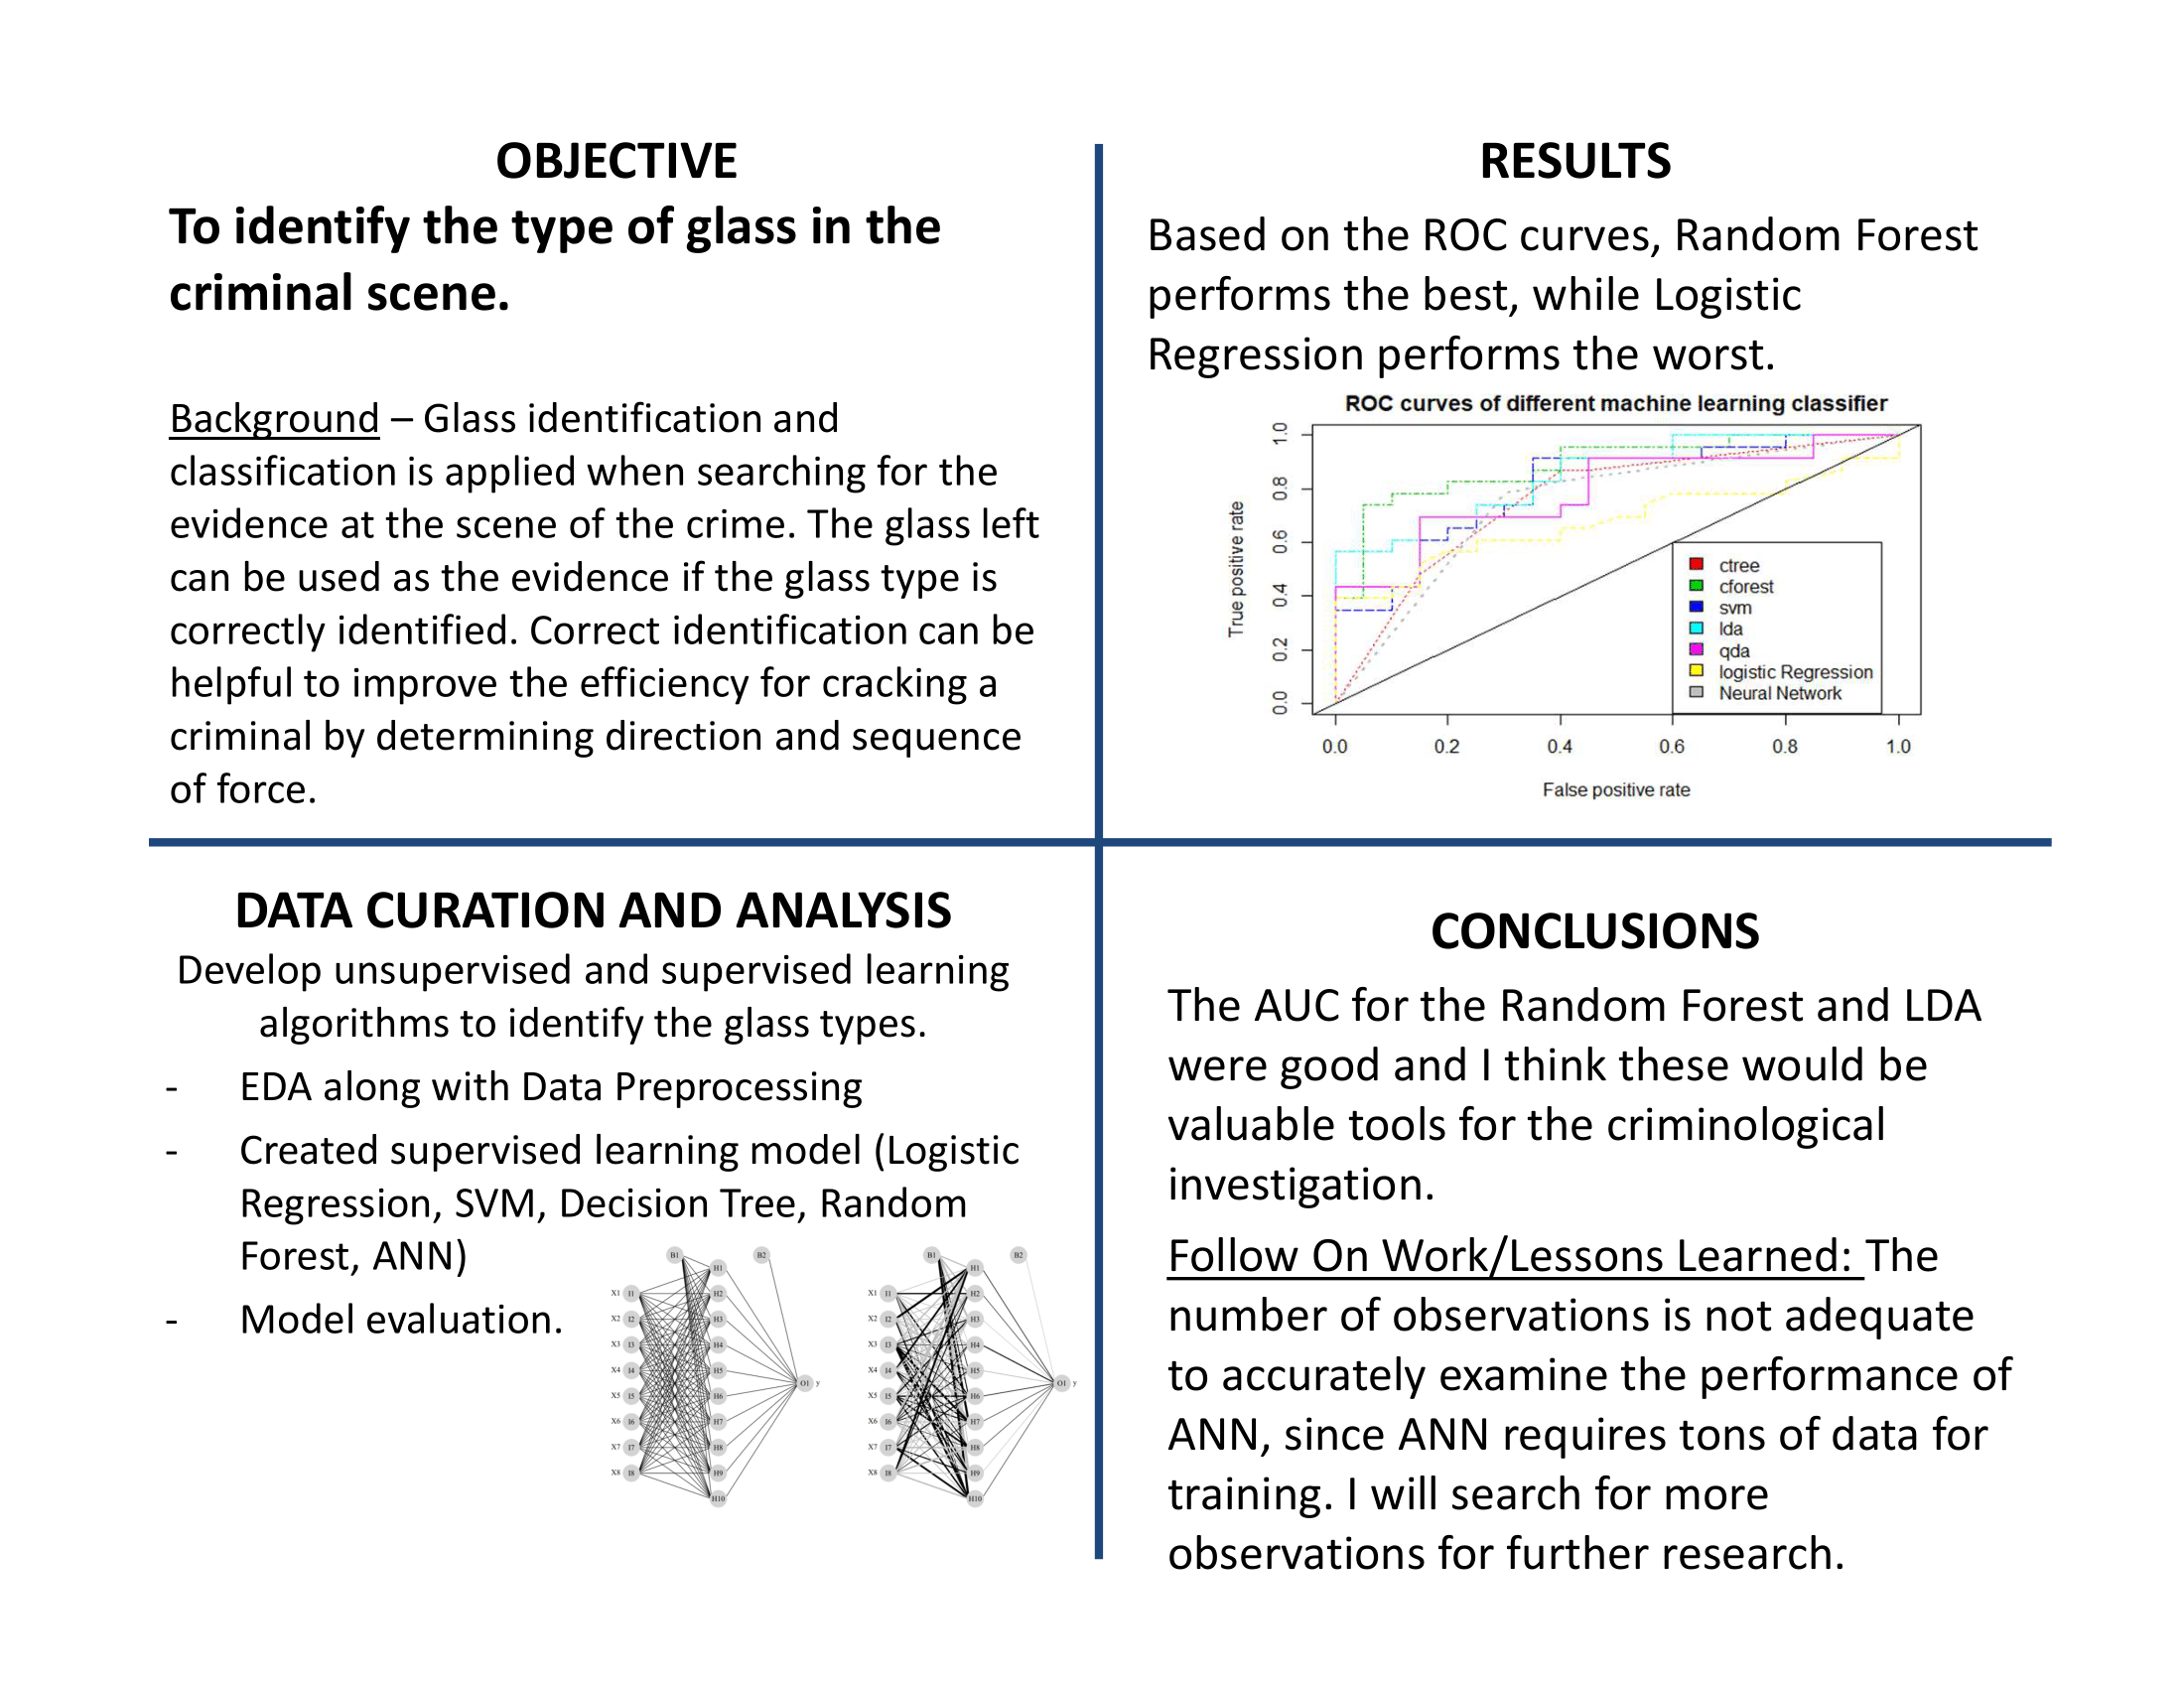 OBJECTIVE
To identify the type of glass in the
criminal scene.
Background – Glass identification and
classification is applied when searching for the
evidence at the scene of the crime. The glass left
can be used as the evidence if the glass type is
correctly identified. Correct identification can be
helpful to improve the efficiency for cracking a
criminal by determining direction and sequence
of force.
RESULTS
Based on the ROC curves, Random Forest
performs the best, while Logistic
Regression performs the worst.
ROC curves of different machine learning classifier
True positive rate
1.0
0.8
0.6
0.4
0.2
0.0
ctree
cforest
svm
lda
qda
logistic Regression
Neural Network
0.0 0.2 0.4 0.6 0.8 1.0
False positive rate
DATA CURATION AND ANALYSIS
Develop unsupervised and supervised learning
algorithms to identify the glass types.
- EDA along with Data Preprocessing
- Created supervised learning model (Logistic
Regression, SVM, Decision Tree, Random
Forest, ANN)
- Model evaluation.
B1 B2
H1
X1 I1 H2
X2 I2 H3
X3 I3 H4
X4 I4 H5
O1 y
X5 I5 H6
X6 I6 H7
X7 I7 H8
X8 I8 H9
H10
B1 B2
H1
X1 I1 H2
X2 I2 H3
X3 I3 H4
X4 I4 H5
O1 y
X5 I5 H6
X6 I6 H7
X7 I7 H8
X8 I8 H9
H10
CONCLUSIONS
The AUC for the Random Forest and LDA
were good and I think these would be
valuable tools for the criminological
investigation.
Follow On Work/Lessons Learned: The
number of observations is not adequate
to accurately examine the performance of
ANN, since ANN requires tons of data for
training. I will search for more
observations for further research.